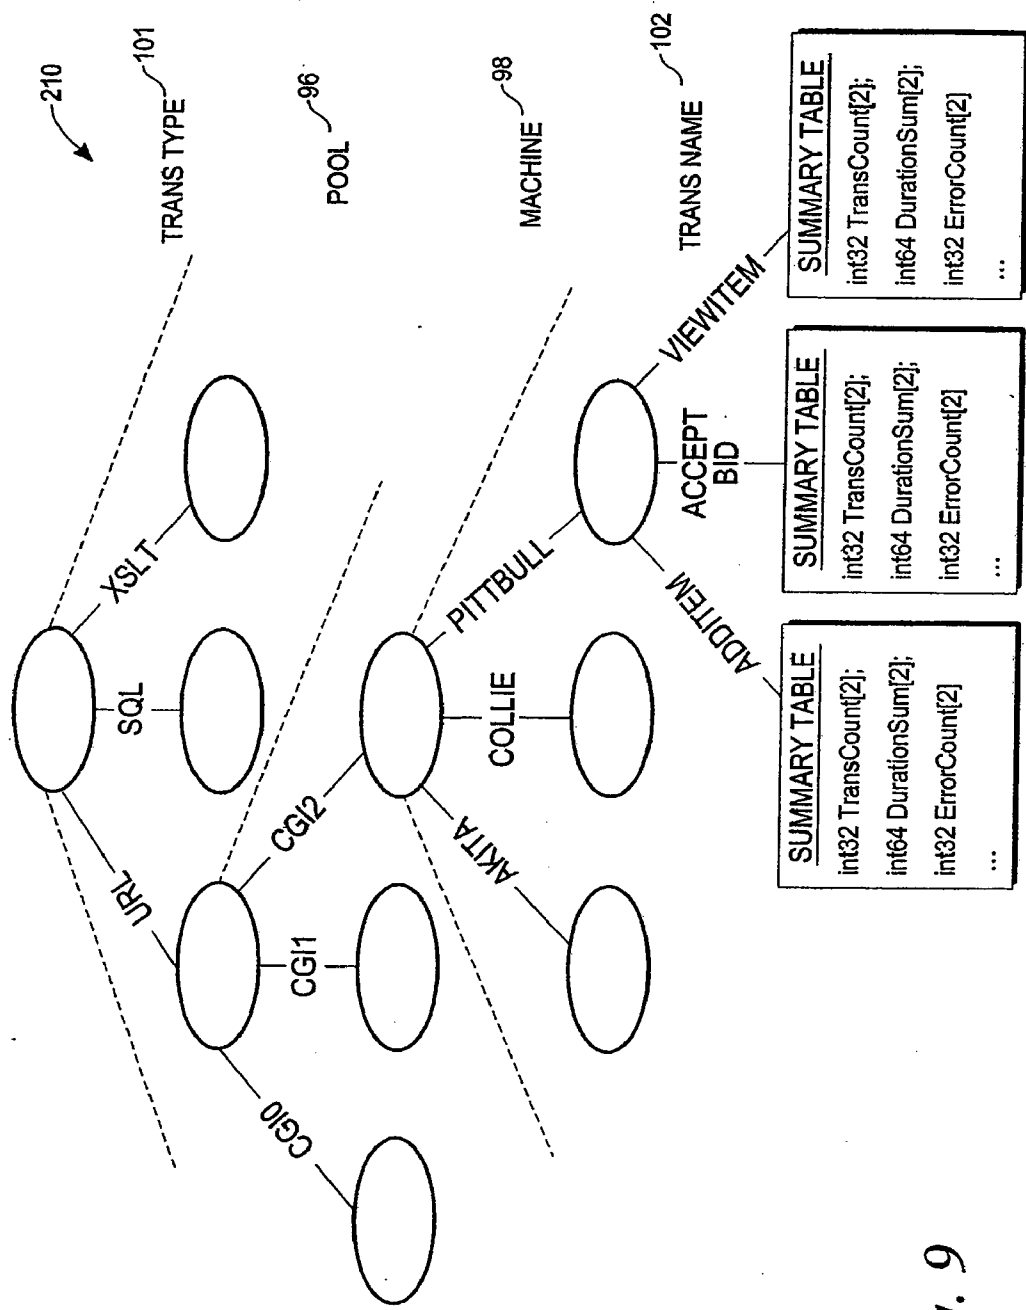 210
TRANS TYPE 101
POOL 96
MACHINE 98
TRANS NAME 102
URL
SQL
XSLT
CGI0
CGI1
CGI2
AKITA
COLLIE
PITTBULL
ADDITEM
ACCEPT
BID
VIEWITEM
SUMMARY TABLE
int32 TransCount[2];
int64 DurationSum[2];
int32 ErrorCount[2]
...
SUMMARY TABLE
int32 TransCount[2];
int64 DurationSum[2];
int32 ErrorCount[2]
...
SUMMARY TABLE
int32 TransCount[2];
int64 DurationSum[2];
int32 ErrorCount[2]
...
9